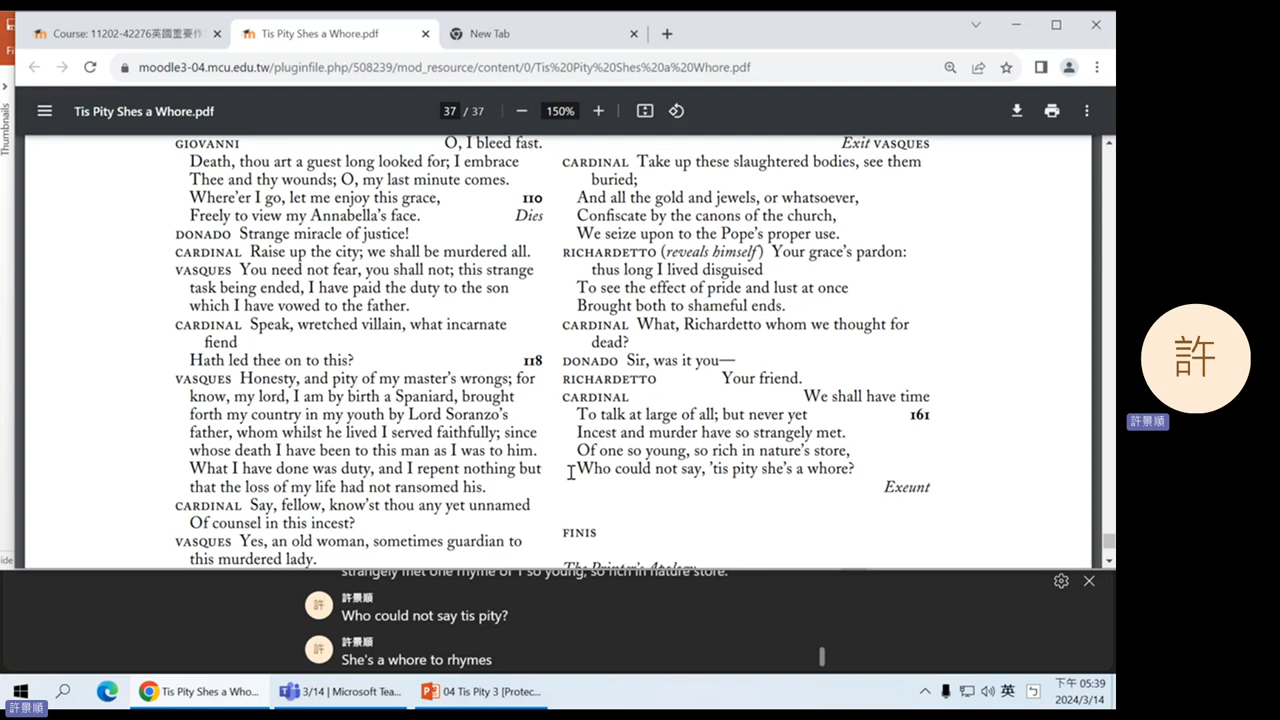 Course: 11202-42276英國重要作
Tis Pity Shes a Whore.pdf
New Tab
moodle3-04.mcu.edu.tw/pluginfile.php/508239/mod_resource/content/0/Tis%20Pity%20Shes%20a%20Whore.pdf
Thumbnails
Tis Pity Shes a Whore.pdf
37 / 37
150%
GIOVANNI O, I bleed fast.
Death, thou art a guest long looked for; I embrace
Thee and thy wounds; O, my last minute comes.
Where'er I go, let me enjoy this grace, 110
Freely to view my Annabella's face. Dies
DONADO Strange miracle of justice!
CARDINAL Raise up the city; we shall be murdered all.
VASQUES You need not fear, you shall not; this strange
task being ended, I have paid the duty to the son
which I have vowed to the father.
CARDINAL Speak, wretched villain, what incarnate
fiend
Hath led thee on to this? 118
VASQUES Honesty, and pity of my master's wrongs; for
know, my lord, I am by birth a Spaniard, brought
forth my country in my youth by Lord Soranzo's
father, whom whilst he lived I served faithfully; since
whose death I have been to this man as I was to him.
What I have done was duty, and I repent nothing but
that the loss of my life had not ransomed his.
CARDINAL Say, fellow, know'st thou any yet unnamed
Of counsel in this incest?
VASQUES Yes, an old woman, sometimes guardian to
this murdered lady.
Exit VASQUES
CARDINAL Take up these slaughtered bodies, see them
buried;
And all the gold and jewels, or whatsoever,
Confiscate by the canons of the church,
We seize upon to the Pope's proper use.
RICHARDETTO (reveals himself) Your grace's pardon:
thus long I lived disguised
To see the effect of pride and lust at once
Brought both to shameful ends.
CARDINAL What, Richardetto whom we thought for
dead?
DONADO Sir, was it you—
RICHARDETTO Your friend.
CARDINAL We shall have time
To talk at large of all; but never yet 161
Incest and murder have so strangely met.
Of one so young, so rich in nature's store,
Who could not say, 'tis pity she's a whore?
Exeunt
FINIS
The Printer's Apology
strangely met one rhyme of 1 so young, so rich in nature store.
許 許景順
Who could not say tis pity?
許 許景順
She's a whore to rhymes
許
許景順
Tis Pity Shes a Who...
3/14 | Microsoft Tea...
04 Tis Pity 3 [Protec...
英
下午 05:39
2024/3/14
許景順